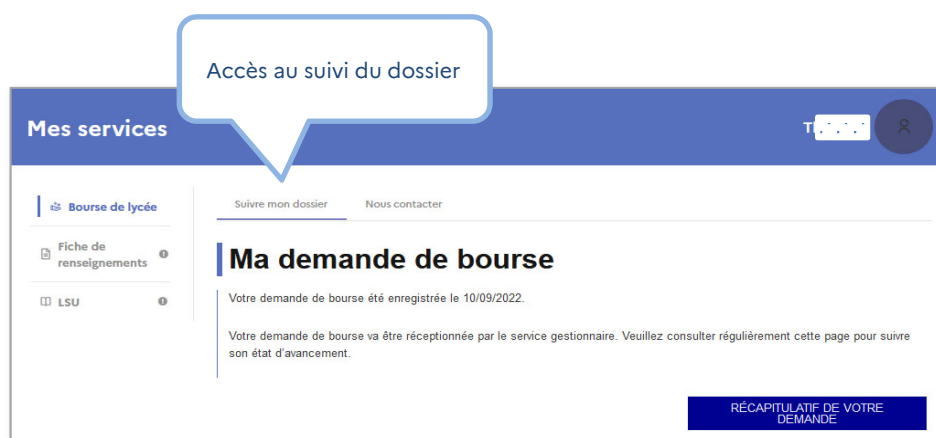 Accès au suivi du dossier
Mes services
Bourse de lycée
Fiche de
renseignements
LSU
Suivre mon dossier
Nous contacter
Ma demande de bourse
Votre demande de bourse été enregistrée le 10/09/2022.
Votre demande de bourse va être réceptionnée par le service gestionnaire. Veuillez consulter régulièrement cette page pour suivre
son état d'avancement.
RÉCAPITULATIF DE VOTRE
DEMANDE